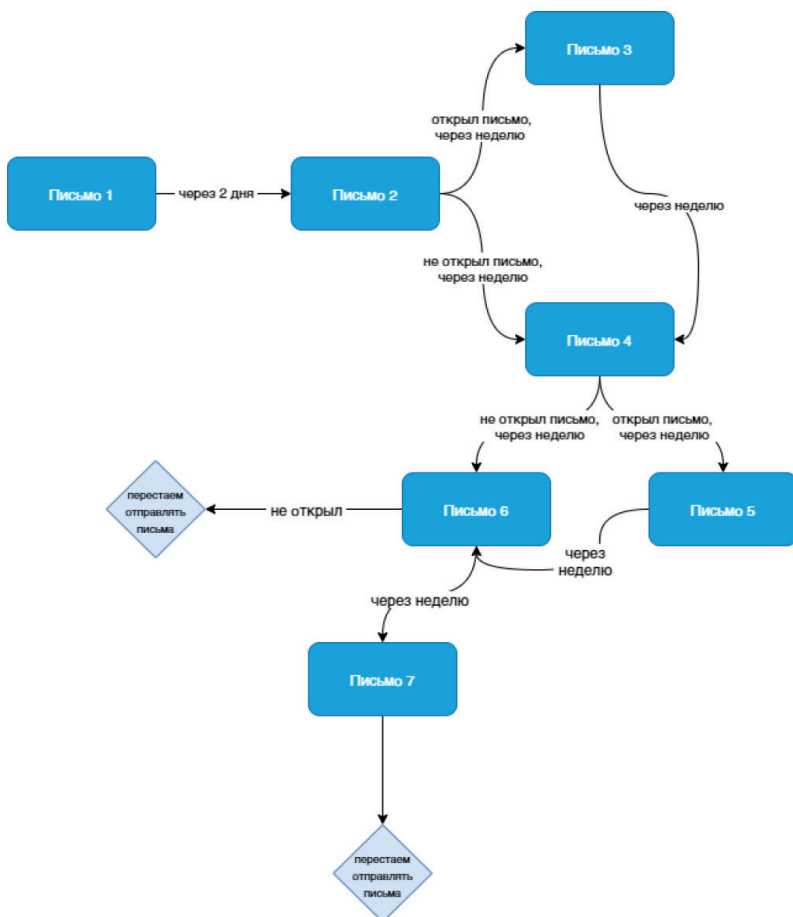 Письмо 3
открыл письмо,
через неделю
Письмо 1
через 2 дня
Письмо 2
через неделю
не открыл письмо,
через неделю
Письмо 4
не открыл письмо,
через неделю
открыл письмо,
через неделю
перестаем
отправлять
письма
не открыл
Письмо 6
Письмо 5
через
неделю
через неделю
Письмо 7
перестаем
отправлять
письма